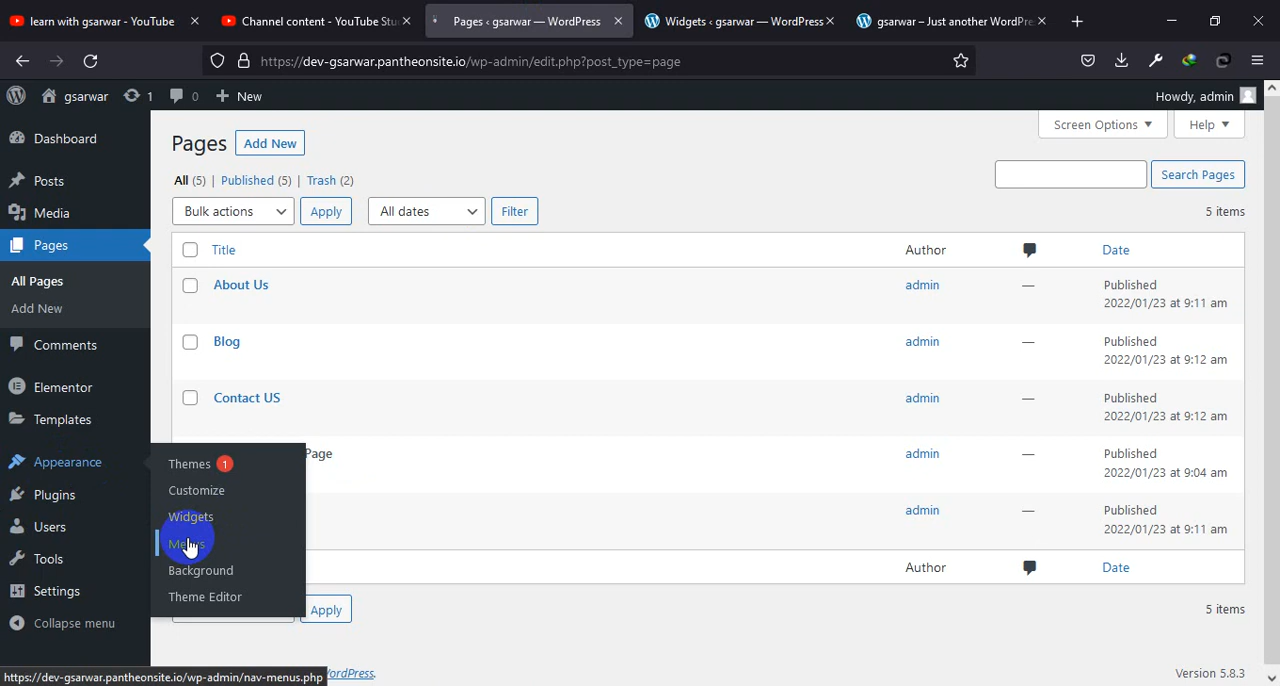 learn with gsarwar - YouTube
Channel content - YouTube Stu
Pages ‹ gsarwar — WordPress
Widgets ‹ gsarwar — WordPress
gsarwar – Just another WordPre
https://dev-gsarwar.pantheonsite.io/wp-admin/edit.php?post_type=page
gsarwar
1
0
New
Howdy, admin
Dashboard
Posts
Media
Pages
All Pages
Add New
Comments
Elementor
Templates
Appearance
Plugins
Users
Tools
Settings
Collapse menu
Themes 1
Customize
Widgets
Menus
Background
Theme Editor
Pages
Add New
Screen Options
Help
All (5) | Published (5) | Trash (2)
Search Pages
Bulk actions
Apply
All dates
Filter
5 items
Title Author Date
About Us admin — Published
2022/01/23 at 9:11 am
Blog admin — Published
2022/01/23 at 9:12 am
Contact US admin — Published
2022/01/23 at 9:12 am
Page admin — Published
2022/01/23 at 9:04 am
admin — Published
2022/01/23 at 9:11 am
Author Date
Apply
5 items
WordPress.
Version 5.8.3
https://dev-gsarwar.pantheonsite.io/wp-admin/nav-menus.php